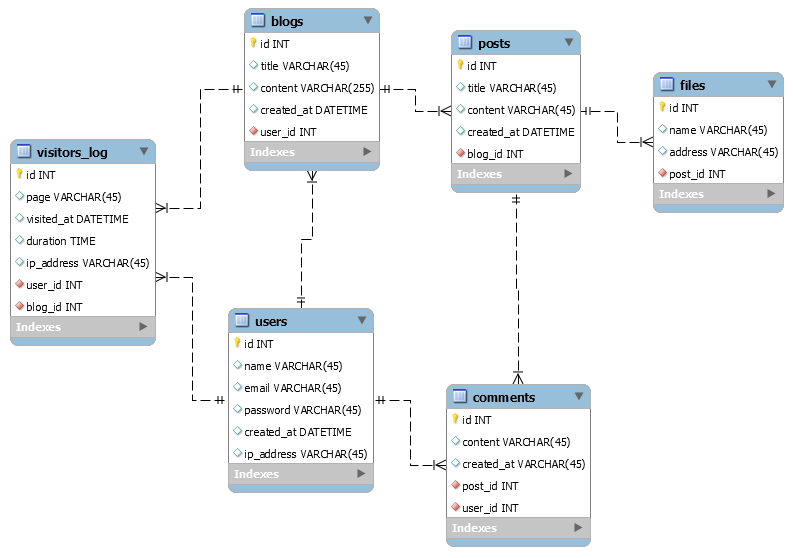 blogs
id INT
title VARCHAR(45)
content VARCHAR(255)
created_at DATETIME
user_id INT
Indexes
posts
id INT
title VARCHAR(45)
content VARCHAR(45)
created_at DATETIME
blog_id INT
Indexes
files
id INT
name VARCHAR(45)
address VARCHAR(45)
post_id INT
Indexes
visitors_log
id INT
page VARCHAR(45)
visited_at DATETIME
duration TIME
ip_address VARCHAR(45)
user_id INT
blog_id INT
Indexes
users
id INT
name VARCHAR(45)
email VARCHAR(45)
password VARCHAR(45)
created_at DATETIME
ip_address VARCHAR(45)
Indexes
comments
id INT
content VARCHAR(45)
created_at VARCHAR(45)
post_id INT
user_id INT
Indexes